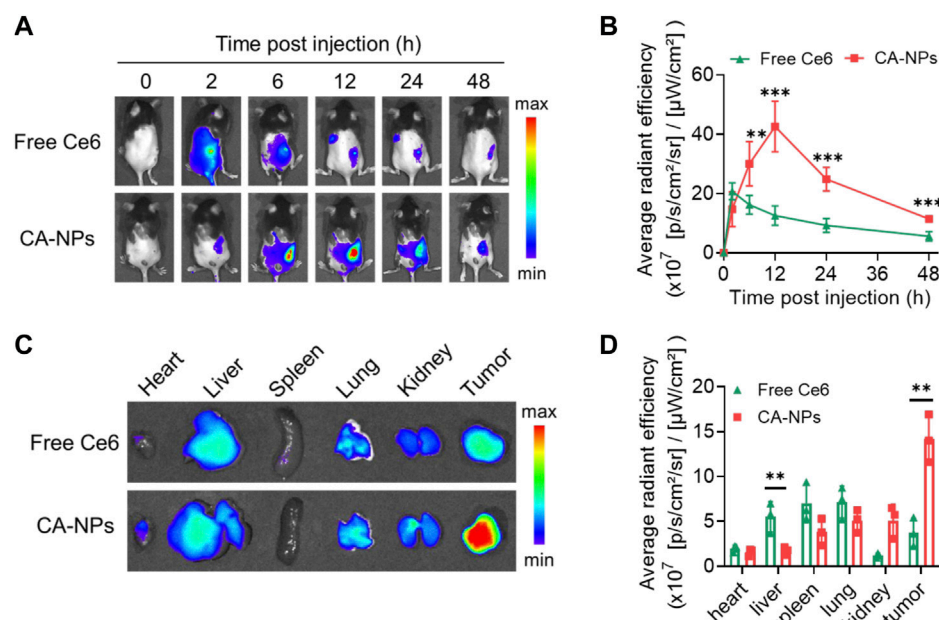 A
Time post injection (h)
0 2 6 12 24 48
Free Ce6
CA-NPs
max
min
B
Free Ce6 CA-NPs
Average radiant efficiency
(x10⁷ [p/s/cm²/sr] / [µW/cm²] )
60
40
20
0
**
***
***
***
0 12 24 36 48
Time post injection (h)
C
Heart Liver Spleen Lung Kidney Tumor
Free Ce6
CA-NPs
max
min
D
Free Ce6
CA-NPs
Average radiant efficiency
(x10⁷ [p/s/cm²/sr] / [µW/cm²] )
20
15
10
5
0
**
**
heart liver spleen lung kidney tumor